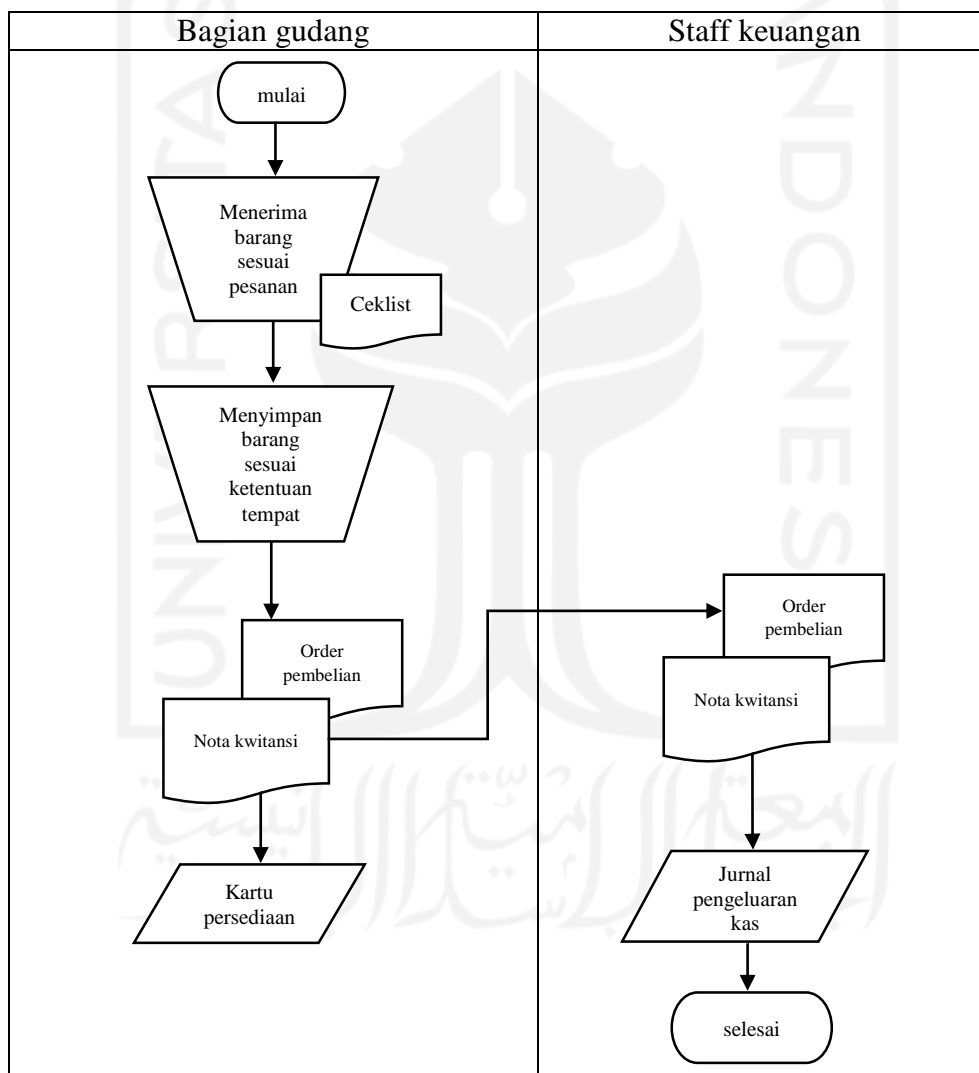 Bagian gudang
Staff keuangan
mulai
Menerima
barang
sesuai
pesanan
Ceklist
Menyimpan
barang
sesuai
ketentuan
tempat
Order
pembelian
Nota kwitansi
Kartu
persediaan
Order
pembelian
Nota kwitansi
Jurnal
pengeluaran
kas
selesai